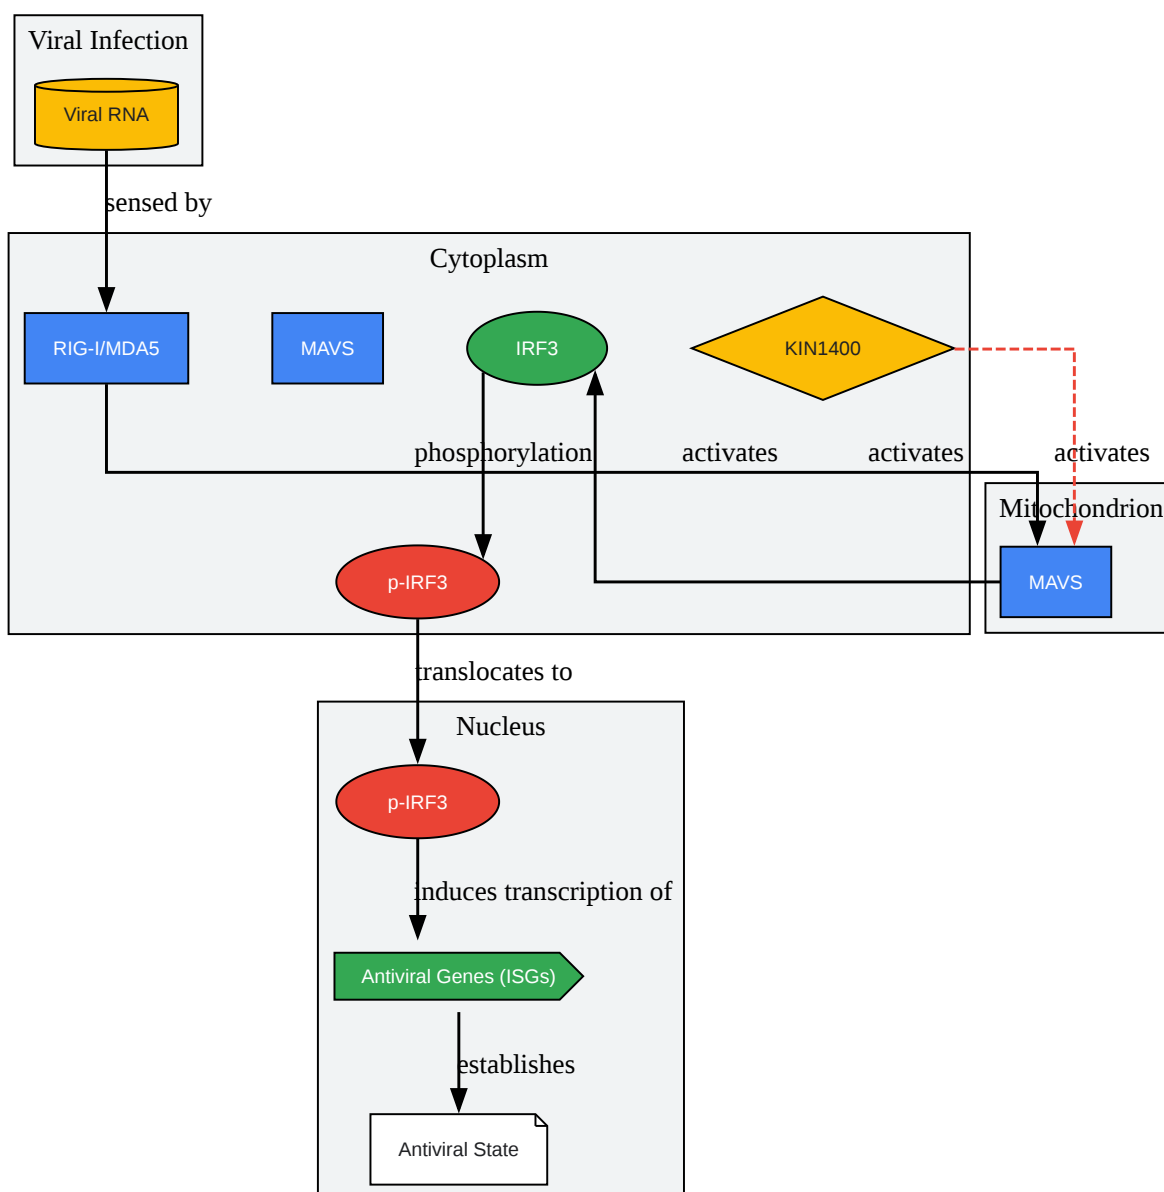 Viral Infection
Viral RNA
sensed by
Cytoplasm
RIG-I/MDA5
MAVS
IRF3
KIN1400
phosphorylation
activates
activates
activates
Mitochondrion
p-IRF3
MAVS
translocates to
Nucleus
p-IRF3
induces transcription of
Antiviral Genes (ISGs)
establishes
Antiviral State